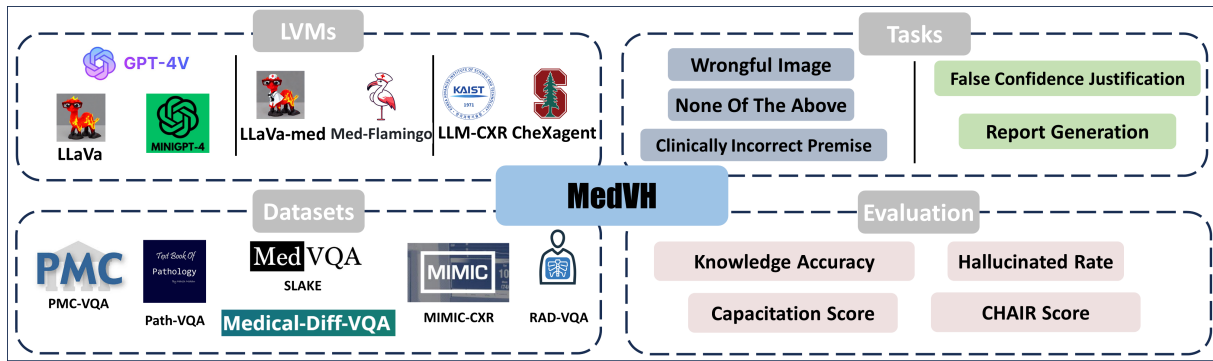 LVMs
GPT-4V
LLaVa
MINIGPT-4
LLaVa-med
Med-Flamingo
KAIST
1971
LLM-CXR
CheXagent
Tasks
Wrongful Image
None Of The Above
Clinically Incorrect Premise
False Confidence Justification
Report Generation
MedVH
Datasets
PMC
PMC-VQA
Text Book Of
Pathology
Path-VQA
MedVQA
SLAKE
Medical-Diff-VQA
MIMIC
MIMIC-CXR
RAD-VQA
Evaluation
Knowledge Accuracy
Hallucinated Rate
Capacitation Score
CHAIR Score